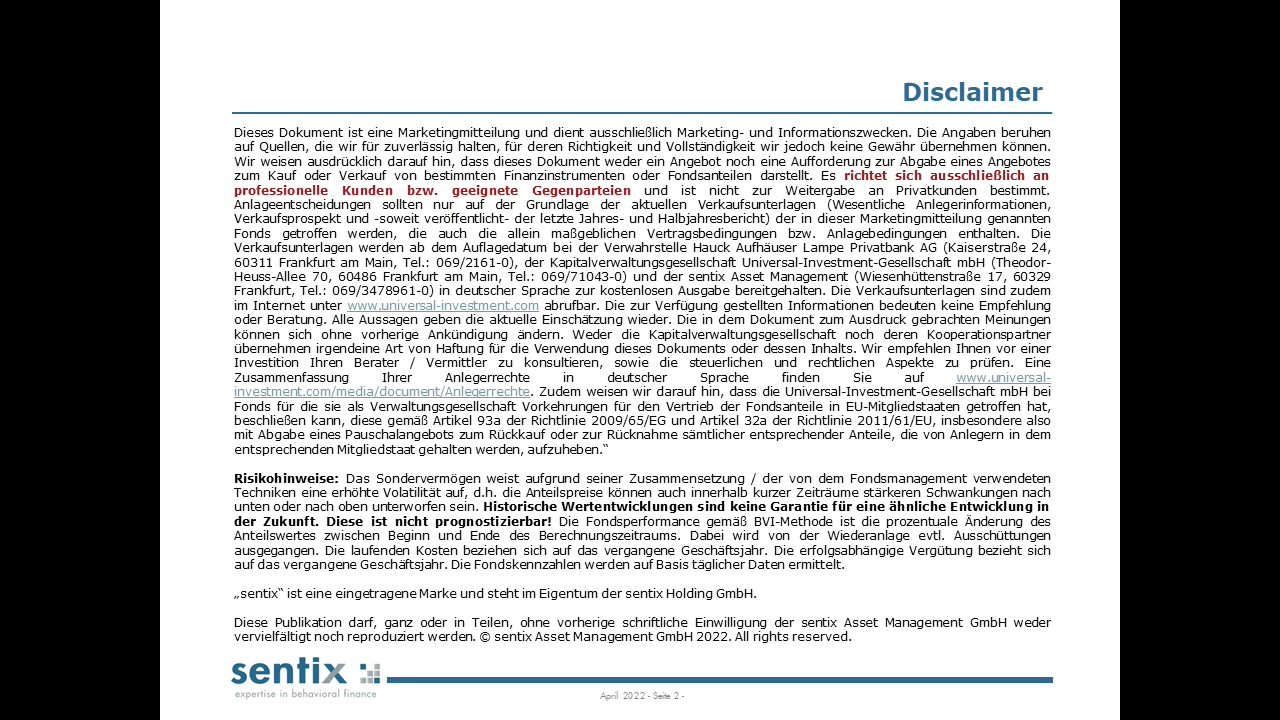 Disclaimer
Dieses Dokument ist eine Marketingmitteilung und dient ausschließlich Marketing- und Informationszwecken. Die Angaben beruhen
auf Quellen, die wir für zuverlässig halten, für deren Richtigkeit und Vollständigkeit wir jedoch keine Gewähr übernehmen können.
Wir weisen ausdrücklich darauf hin, dass dieses Dokument weder ein Angebot noch eine Aufforderung zur Abgabe eines Angebotes
zum Kauf oder Verkauf von bestimmten Finanzinstrumenten oder Fondsanteilen darstellt. Es richtet sich ausschließlich an
professionelle Kunden bzw. geeignete Gegenparteien und ist nicht zur Weitergabe an Privatkunden bestimmt.
Anlageentscheidungen sollten nur auf der Grundlage der aktuellen Verkaufsunterlagen (Wesentliche Anlegerinformationen,
Verkaufsprospekt und -soweit veröffentlicht- der letzte Jahres- und Halbjahresbericht) der in dieser Marketingmitteilung genannten
Fonds getroffen werden, die auch die allein maßgeblichen Vertragsbedingungen bzw. Anlagebedingungen enthalten. Die
Verkaufsunterlagen werden ab dem Auflagedatum bei der Verwahrstelle Hauck Aufhäuser Lampe Privatbank AG (Kaiserstraße 24,
60311 Frankfurt am Main, Tel.: 069/2161-0), der Kapitalverwaltungsgesellschaft Universal-Investment-Gesellschaft mbH (Theodor-
Heuss-Allee 70, 60486 Frankfurt am Main, Tel.: 069/71043-0) und der sentix Asset Management (Wiesenhüttenstraße 17, 60329
Frankfurt, Tel.: 069/3478961-0) in deutscher Sprache zur kostenlosen Ausgabe bereitgehalten. Die Verkaufsunterlagen sind zudem
im Internet unter www.universal-investment.com abrufbar. Die zur Verfügung gestellten Informationen bedeuten keine Empfehlung
oder Beratung. Alle Aussagen geben die aktuelle Einschätzung wieder. Die in dem Dokument zum Ausdruck gebrachten Meinungen
können sich ohne vorherige Ankündigung ändern. Weder die Kapitalverwaltungsgesellschaft noch deren Kooperationspartner
übernehmen irgendeine Art von Haftung für die Verwendung dieses Dokuments oder dessen Inhalts. Wir empfehlen Ihnen vor einer
Investition Ihren Berater / Vermittler zu konsultieren, sowie die steuerlichen und rechtlichen Aspekte zu prüfen. Eine
Zusammenfassung Ihrer Anlegerrechte in deutscher Sprache finden Sie auf www.universal-
investment.com/media/document/Anlegerrechte. Zudem weisen wir darauf hin, dass die Universal-Investment-Gesellschaft mbH bei
Fonds für die sie als Verwaltungsgesellschaft Vorkehrungen für den Vertrieb der Fondsanteile in EU-Mitgliedstaaten getroffen hat,
beschließen kann, diese gemäß Artikel 93a der Richtlinie 2009/65/EG und Artikel 32a der Richtlinie 2011/61/EU, insbesondere also
mit Abgabe eines Pauschalangebots zum Rückkauf oder zur Rücknahme sämtlicher entsprechender Anteile, die von Anlegern in dem
entsprechenden Mitgliedstaat gehalten werden, aufzuheben.“
Risikohinweise: Das Sondervermögen weist aufgrund seiner Zusammensetzung / der von dem Fondsmanagement verwendeten
Techniken eine erhöhte Volatilität auf, d.h. die Anteilspreise können auch innerhalb kurzer Zeiträume stärkeren Schwankungen nach
unten oder nach oben unterworfen sein. Historische Wertentwicklungen sind keine Garantie für eine ähnliche Entwicklung in
der Zukunft. Diese ist nicht prognostizierbar! Die Fondsperformance gemäß BVI-Methode ist die prozentuale Änderung des
Anteilswertes zwischen Beginn und Ende des Berechnungszeitraums. Dabei wird von der Wiederanlage evtl. Ausschüttungen
ausgegangen. Die laufenden Kosten beziehen sich auf das vergangene Geschäftsjahr. Die erfolgsabhängige Vergütung bezieht sich
auf das vergangene Geschäftsjahr. Die Fondskennzahlen werden auf Basis täglicher Daten ermittelt.
„sentix“ ist eine eingetragene Marke und steht im Eigentum der sentix Holding GmbH.
Diese Publikation darf, ganz oder in Teilen, ohne vorherige schriftliche Einwilligung der sentix Asset Management GmbH weder
vervielfältigt noch reproduziert werden. © sentix Asset Management GmbH 2022. All rights reserved.
sentix
expertise in behavioral finance
April 2022 - Seite 2 -